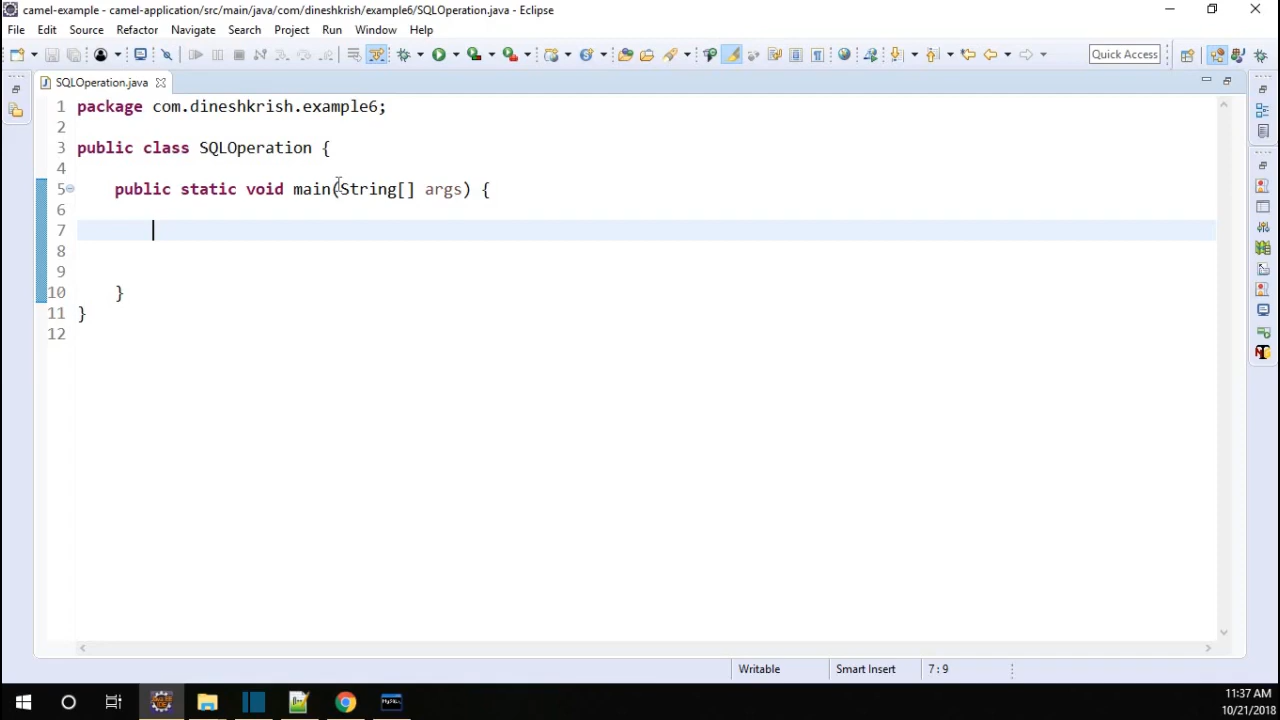 camel-example - camel-application/src/main/java/com/dineshkrish/example6/SQLOperation.java - Eclipse
File Edit Source Refactor Navigate Search Project Run Window Help
Quick Access
SQLOperation.java
1 package com.dineshkrish.example6;
2
3 public class SQLOperation {
4
5 public static void main(String[] args) {
6
7
8
9
10 }
11 }
12
Writable Smart Insert 7 : 9
11:37 AM
10/21/2018